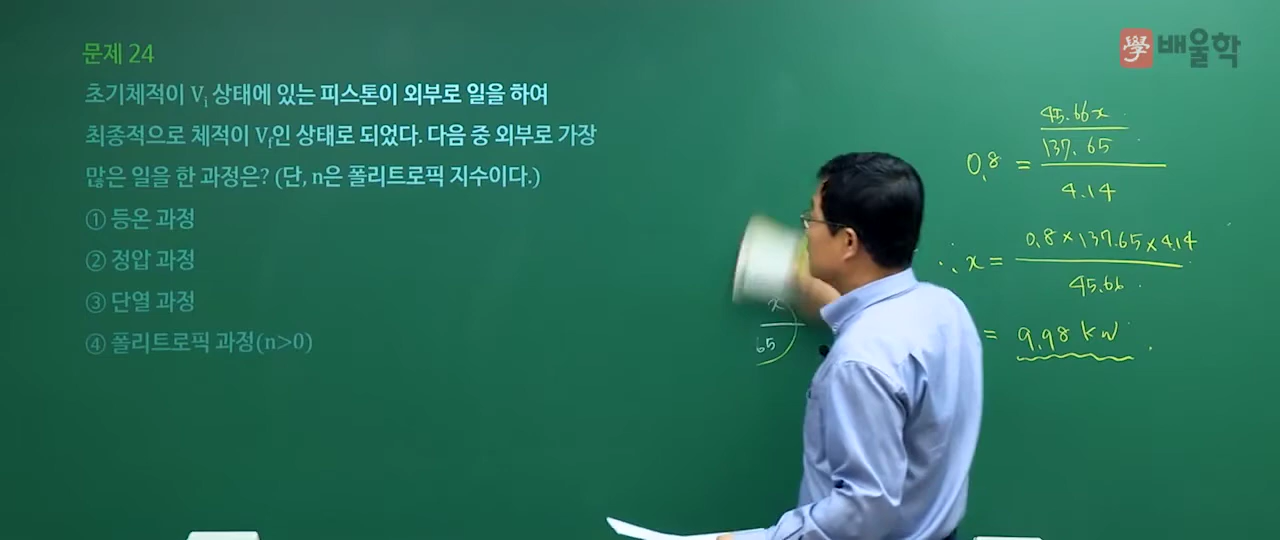 學 배울학
문제 24
초기체적이 Vi 상태에 있는 피스톤이 외부로 일을 하여
최종적으로 체적이 Vf인 상태로 되었다. 다음 중 외부로 가장
많은 일을 한 과정은? (단, n은 폴리트로픽 지수이다.)
① 등온 과정
② 정압 과정
③ 단열 과정
④ 폴리트로픽 과정(n>0)
x
65
45.66x
137.65
0.8 =
4.14
∴ x =
0.8×137.65×4.14
45.66
= 9.98 kW